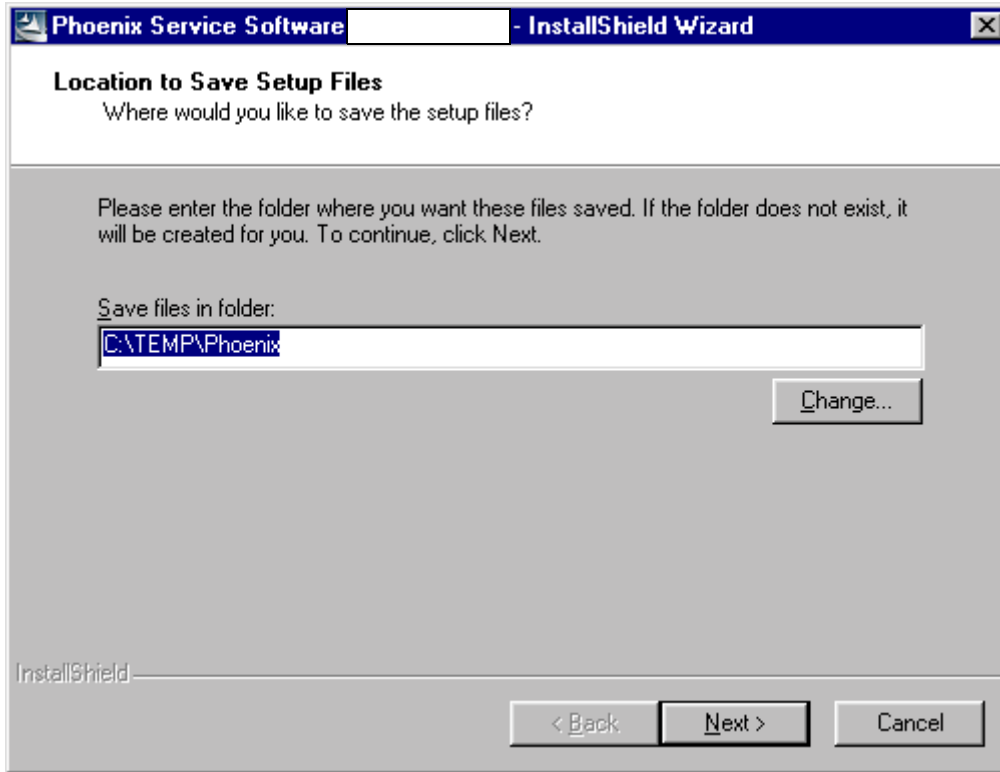 Phoenix Service Software - InstallShield Wizard
Location to Save Setup Files
Where would you like to save the setup files?
Please enter the folder where you want these files saved. If the folder does not exist, it
will be created for you. To continue, click Next.
Save files in folder:
C:\TEMP\Phoenix
Change...
InstallShield
< Back
Next >
Cancel